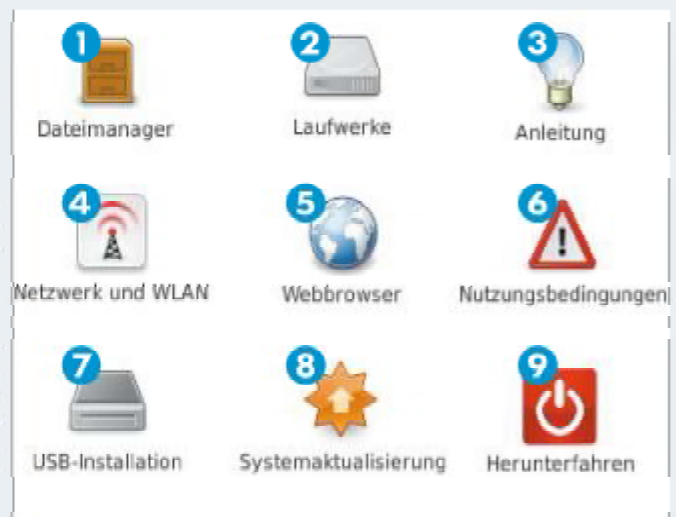 1 2 3
Dateimanager Laufwerke Anleitung
4 5 6
Netzwerk und WLAN Webbrowser Nutzungsbedingungen
7 8 9
USB-Installation Systemaktualisierung Herunterfahren